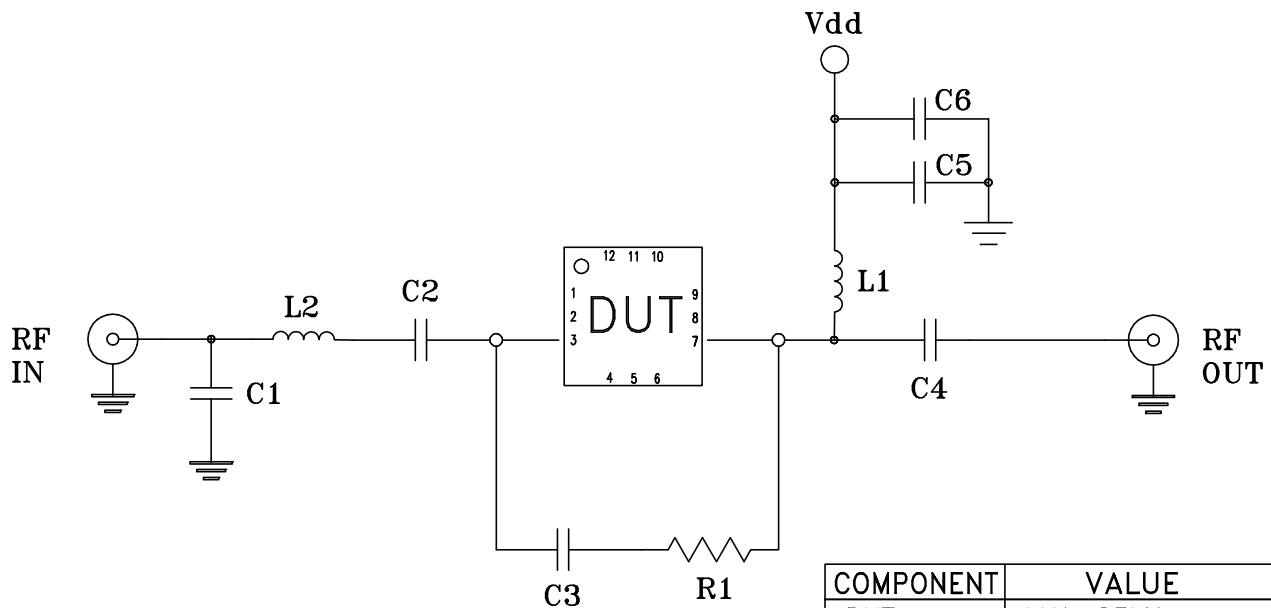 Vdd
C6
C5
12 11 10
1
2
3
DUT
9
8
7
4 5 6
L1
C2
L2
RF
IN
C1
C4
RF
OUT
C3
R1
COMPONENT VALUE